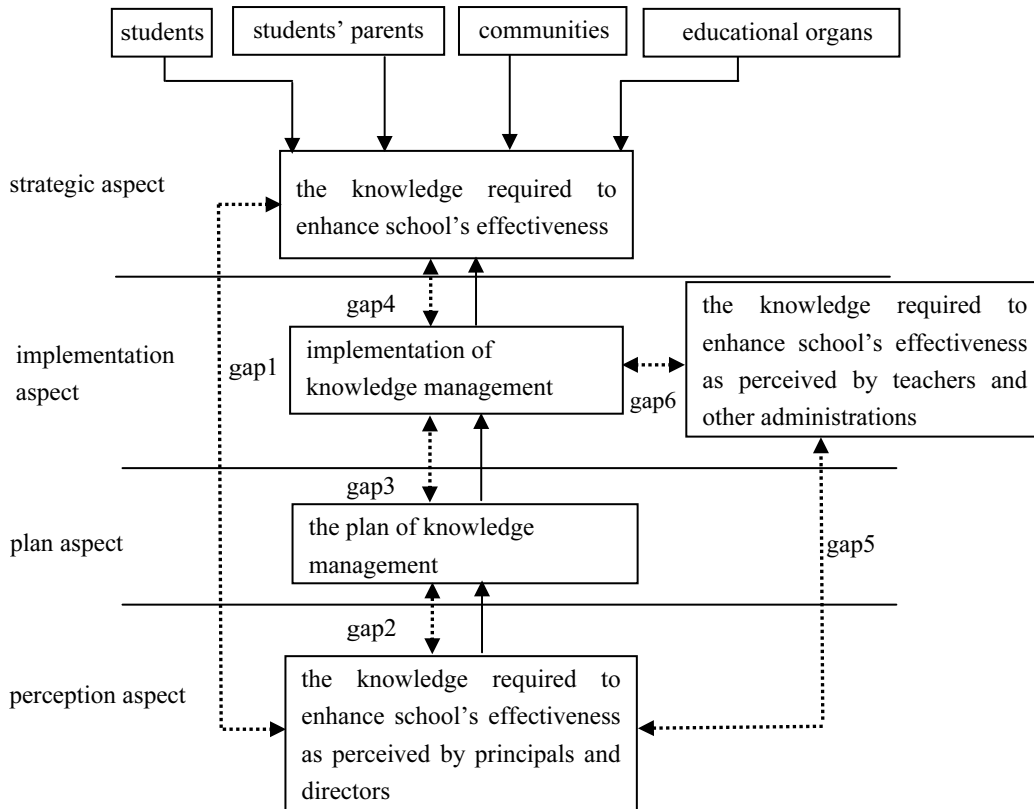 students
students’ parents
communities
educational organs
strategic aspect
the knowledge required to
enhance school’s effectiveness
gap4
implementation
aspect
gap1
implementation of
knowledge management
gap6
the knowledge required to
enhance school’s effectiveness
as perceived by teachers and
other administrations
gap3
plan aspect
the plan of knowledge
management
gap5
gap2
perception aspect
the knowledge required to
enhance school’s effectiveness
as perceived by principals and
directors